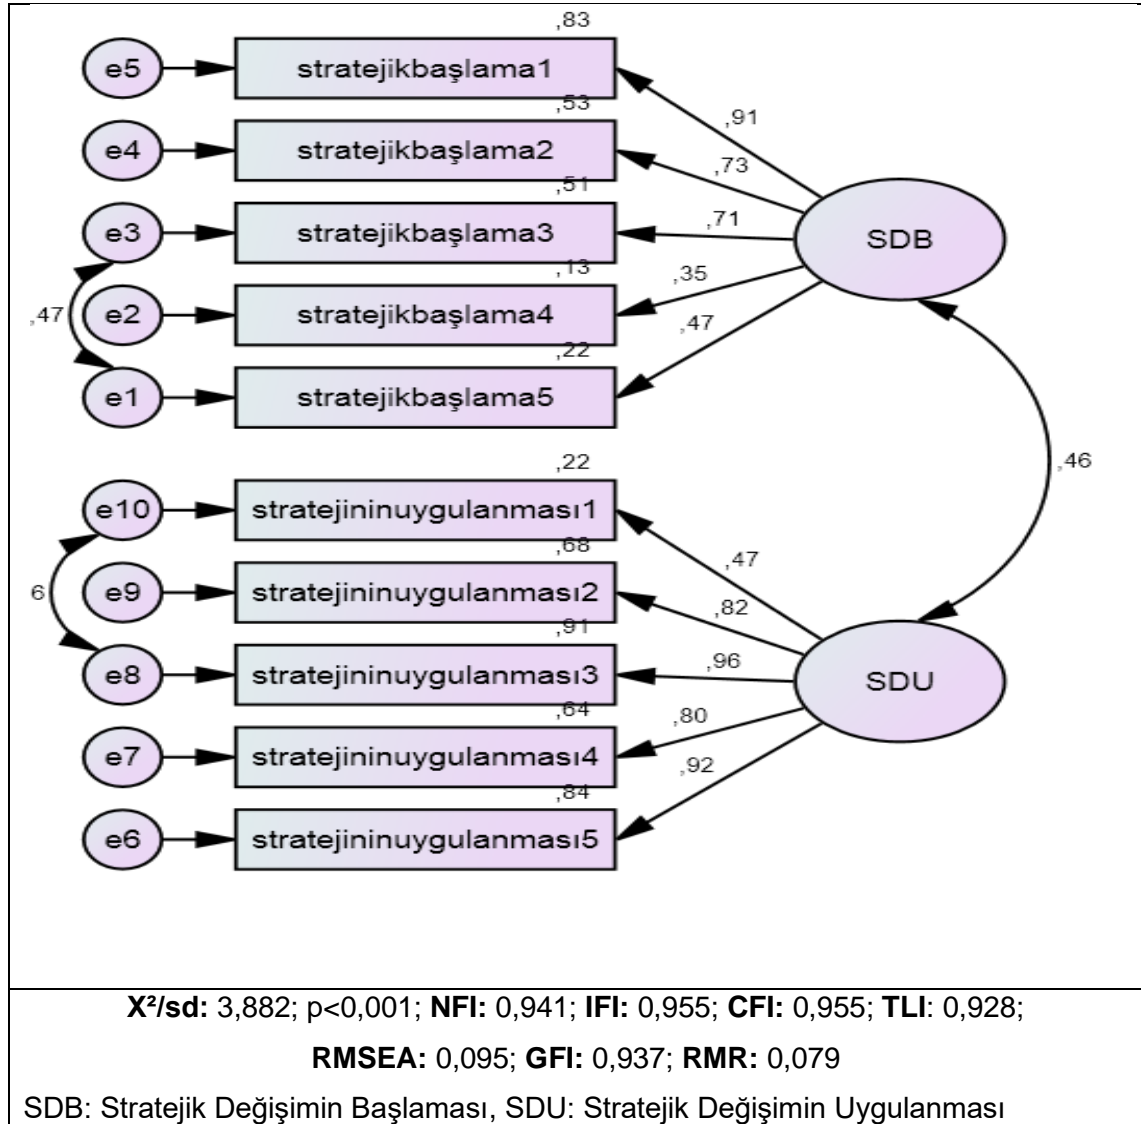 ,83
e5 stratejikbaşlama1
,91
,53
e4 stratejikbaşlama2
,73
,51
e3 stratejikbaşlama3
,71
SDB
,13
,47 e2 stratejikbaşlama4
,35
,22
e1 stratejikbaşlama5
,47
,46
,22
e10 stratejininuygulanması1
,47
,68
6 e9 stratejininuygulanması2
,82
,91
e8 stratejininuygulanması3
,96
SDU
,64
e7 stratejininuygulanması4
,80
,84
e6 stratejininuygulanması5
,92
X²/sd: 3,882; p<0,001; NFI: 0,941; IFI: 0,955; CFI: 0,955; TLI: 0,928;
RMSEA: 0,095; GFI: 0,937; RMR: 0,079
SDB: Stratejik Değişimin Başlaması, SDU: Stratejik Değişimin Uygulanması